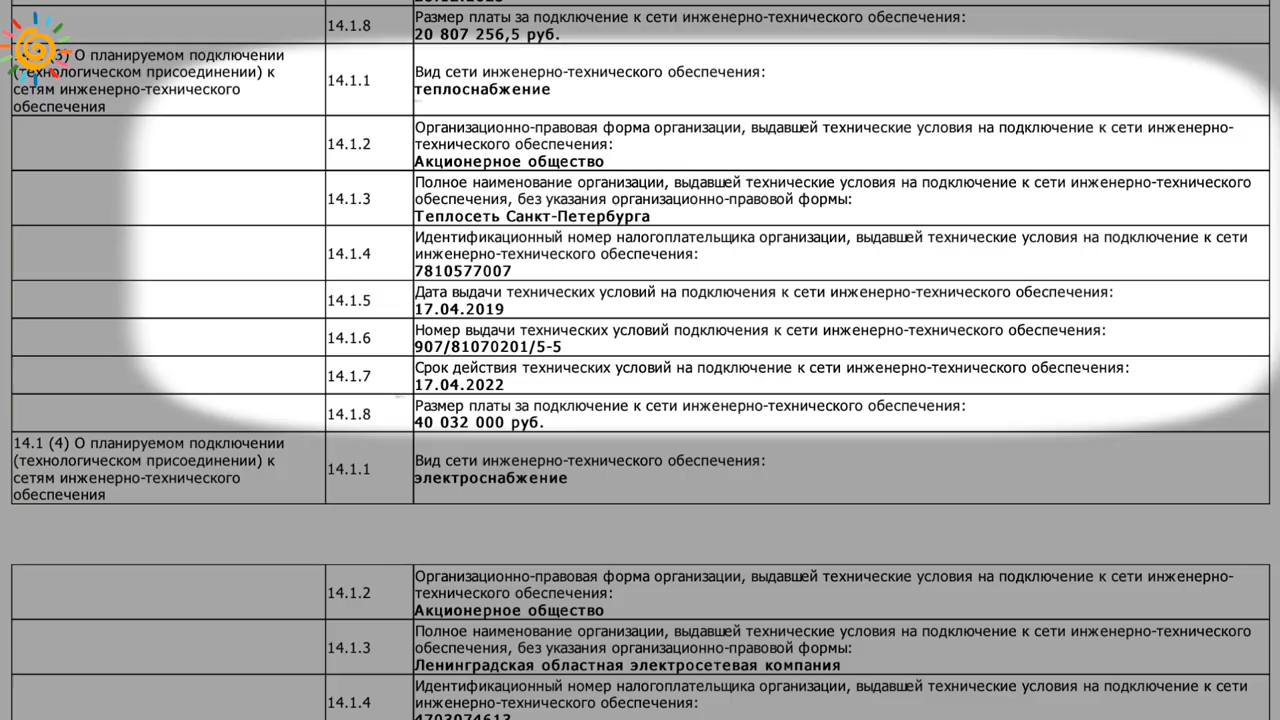 14.1.8
Размер платы за подключение к сети инженерно-технического обеспечения:
20 807 256,5 руб.
О планируемом подключении
(технологическом присоединении) к
сетям инженерно-технического
обеспечения
14.1.1
Вид сети инженерно-технического обеспечения:
теплоснабжение
14.1.2
Организационно-правовая форма организации, выдавшей технические условия на подключение к сети инженерно-
технического обеспечения:
Акционерное общество
14.1.3
Полное наименование организации, выдавшей технические условия на подключение к сети инженерно-технического
обеспечения, без указания организационно-правовой формы:
Теплосеть Санкт-Петербурга
14.1.4
Идентификационный номер налогоплательщика организации, выдавшей технические условия на подключение к сети
инженерно-технического обеспечения:
7810577007
14.1.5
Дата выдачи технических условий на подключения к сети инженерно-технического обеспечения:
17.04.2019
14.1.6
Номер выдачи технических условий подключения к сети инженерно-технического обеспечения:
907/81070201/5-5
14.1.7
Срок действия технических условий на подключение к сети инженерно-технического обеспечения:
17.04.2022
14.1.8
Размер платы за подключение к сети инженерно-технического обеспечения:
40 032 000 руб.
14.1 (4) О планируемом подключении
(технологическом присоединении) к
сетям инженерно-технического
обеспечения
14.1.1
Вид сети инженерно-технического обеспечения:
электроснабжение
14.1.2
Организационно-правовая форма организации, выдавшей технические условия на подключение к сети инженерно-
технического обеспечения:
Акционерное общество
14.1.3
Полное наименование организации, выдавшей технические условия на подключение к сети инженерно-технического
обеспечения, без указания организационно-правовой формы:
Ленинградская областная электросетевая компания
14.1.4
Идентификационный номер налогоплательщика организации, выдавшей технические условия на подключение к сети
инженерно-технического обеспечения: